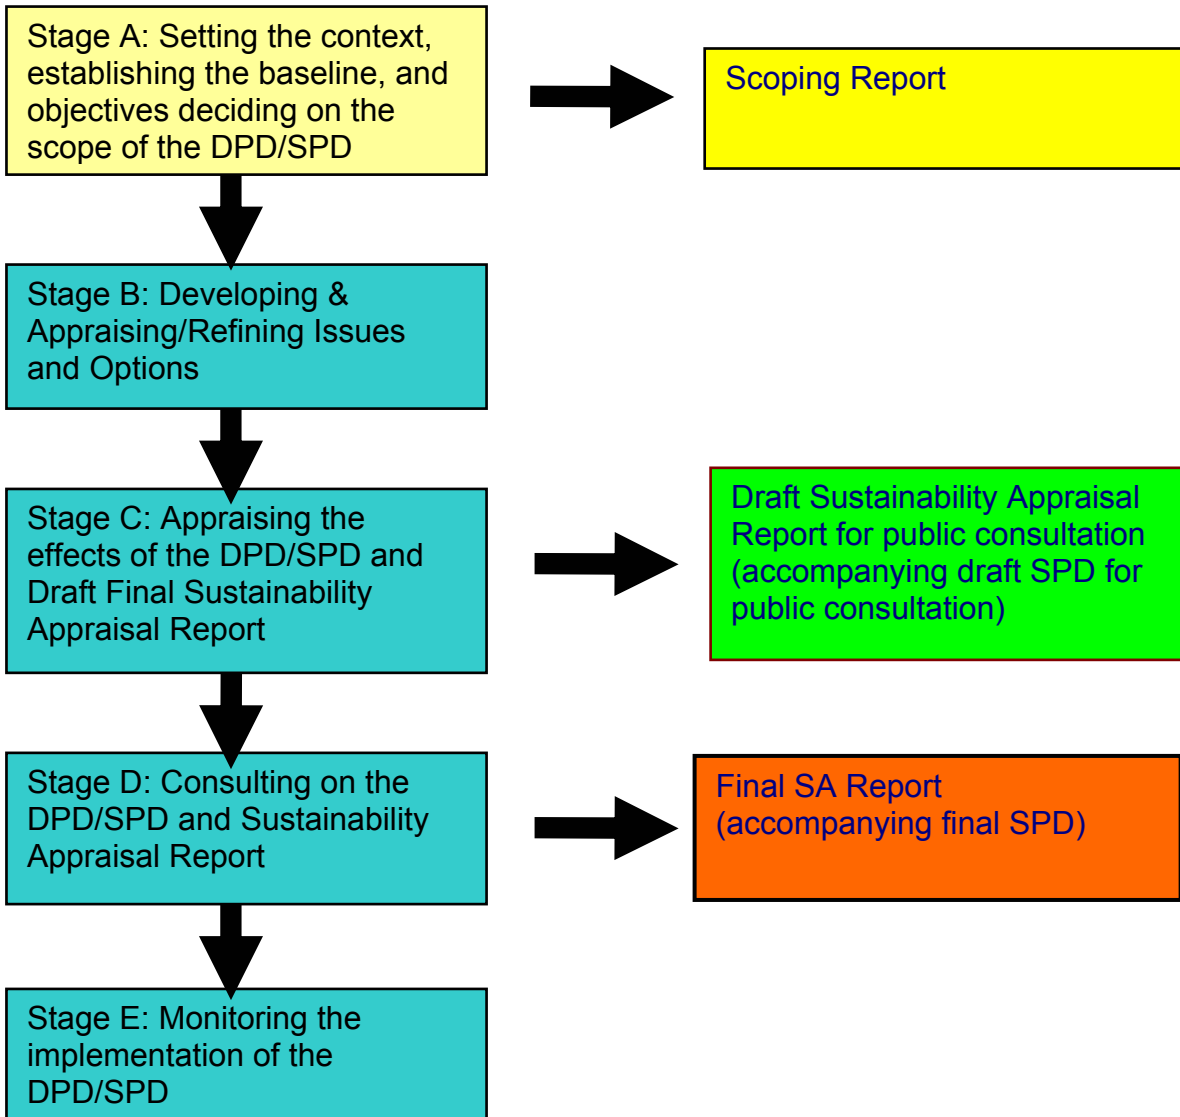 Stage A: Setting the context,
establishing the baseline, and
objectives deciding on the
scope of the DPD/SPD
Scoping Report
Stage B: Developing &
Appraising/Refining Issues
and Options
Stage C: Appraising the
effects of the DPD/SPD and
Draft Final Sustainability
Appraisal Report
Draft Sustainability Appraisal
Report for public consultation
(accompanying draft SPD for
public consultation)
Stage D: Consulting on the
DPD/SPD and Sustainability
Appraisal Report
Final SA Report
(accompanying final SPD)
Stage E: Monitoring the
implementation of the
DPD/SPD